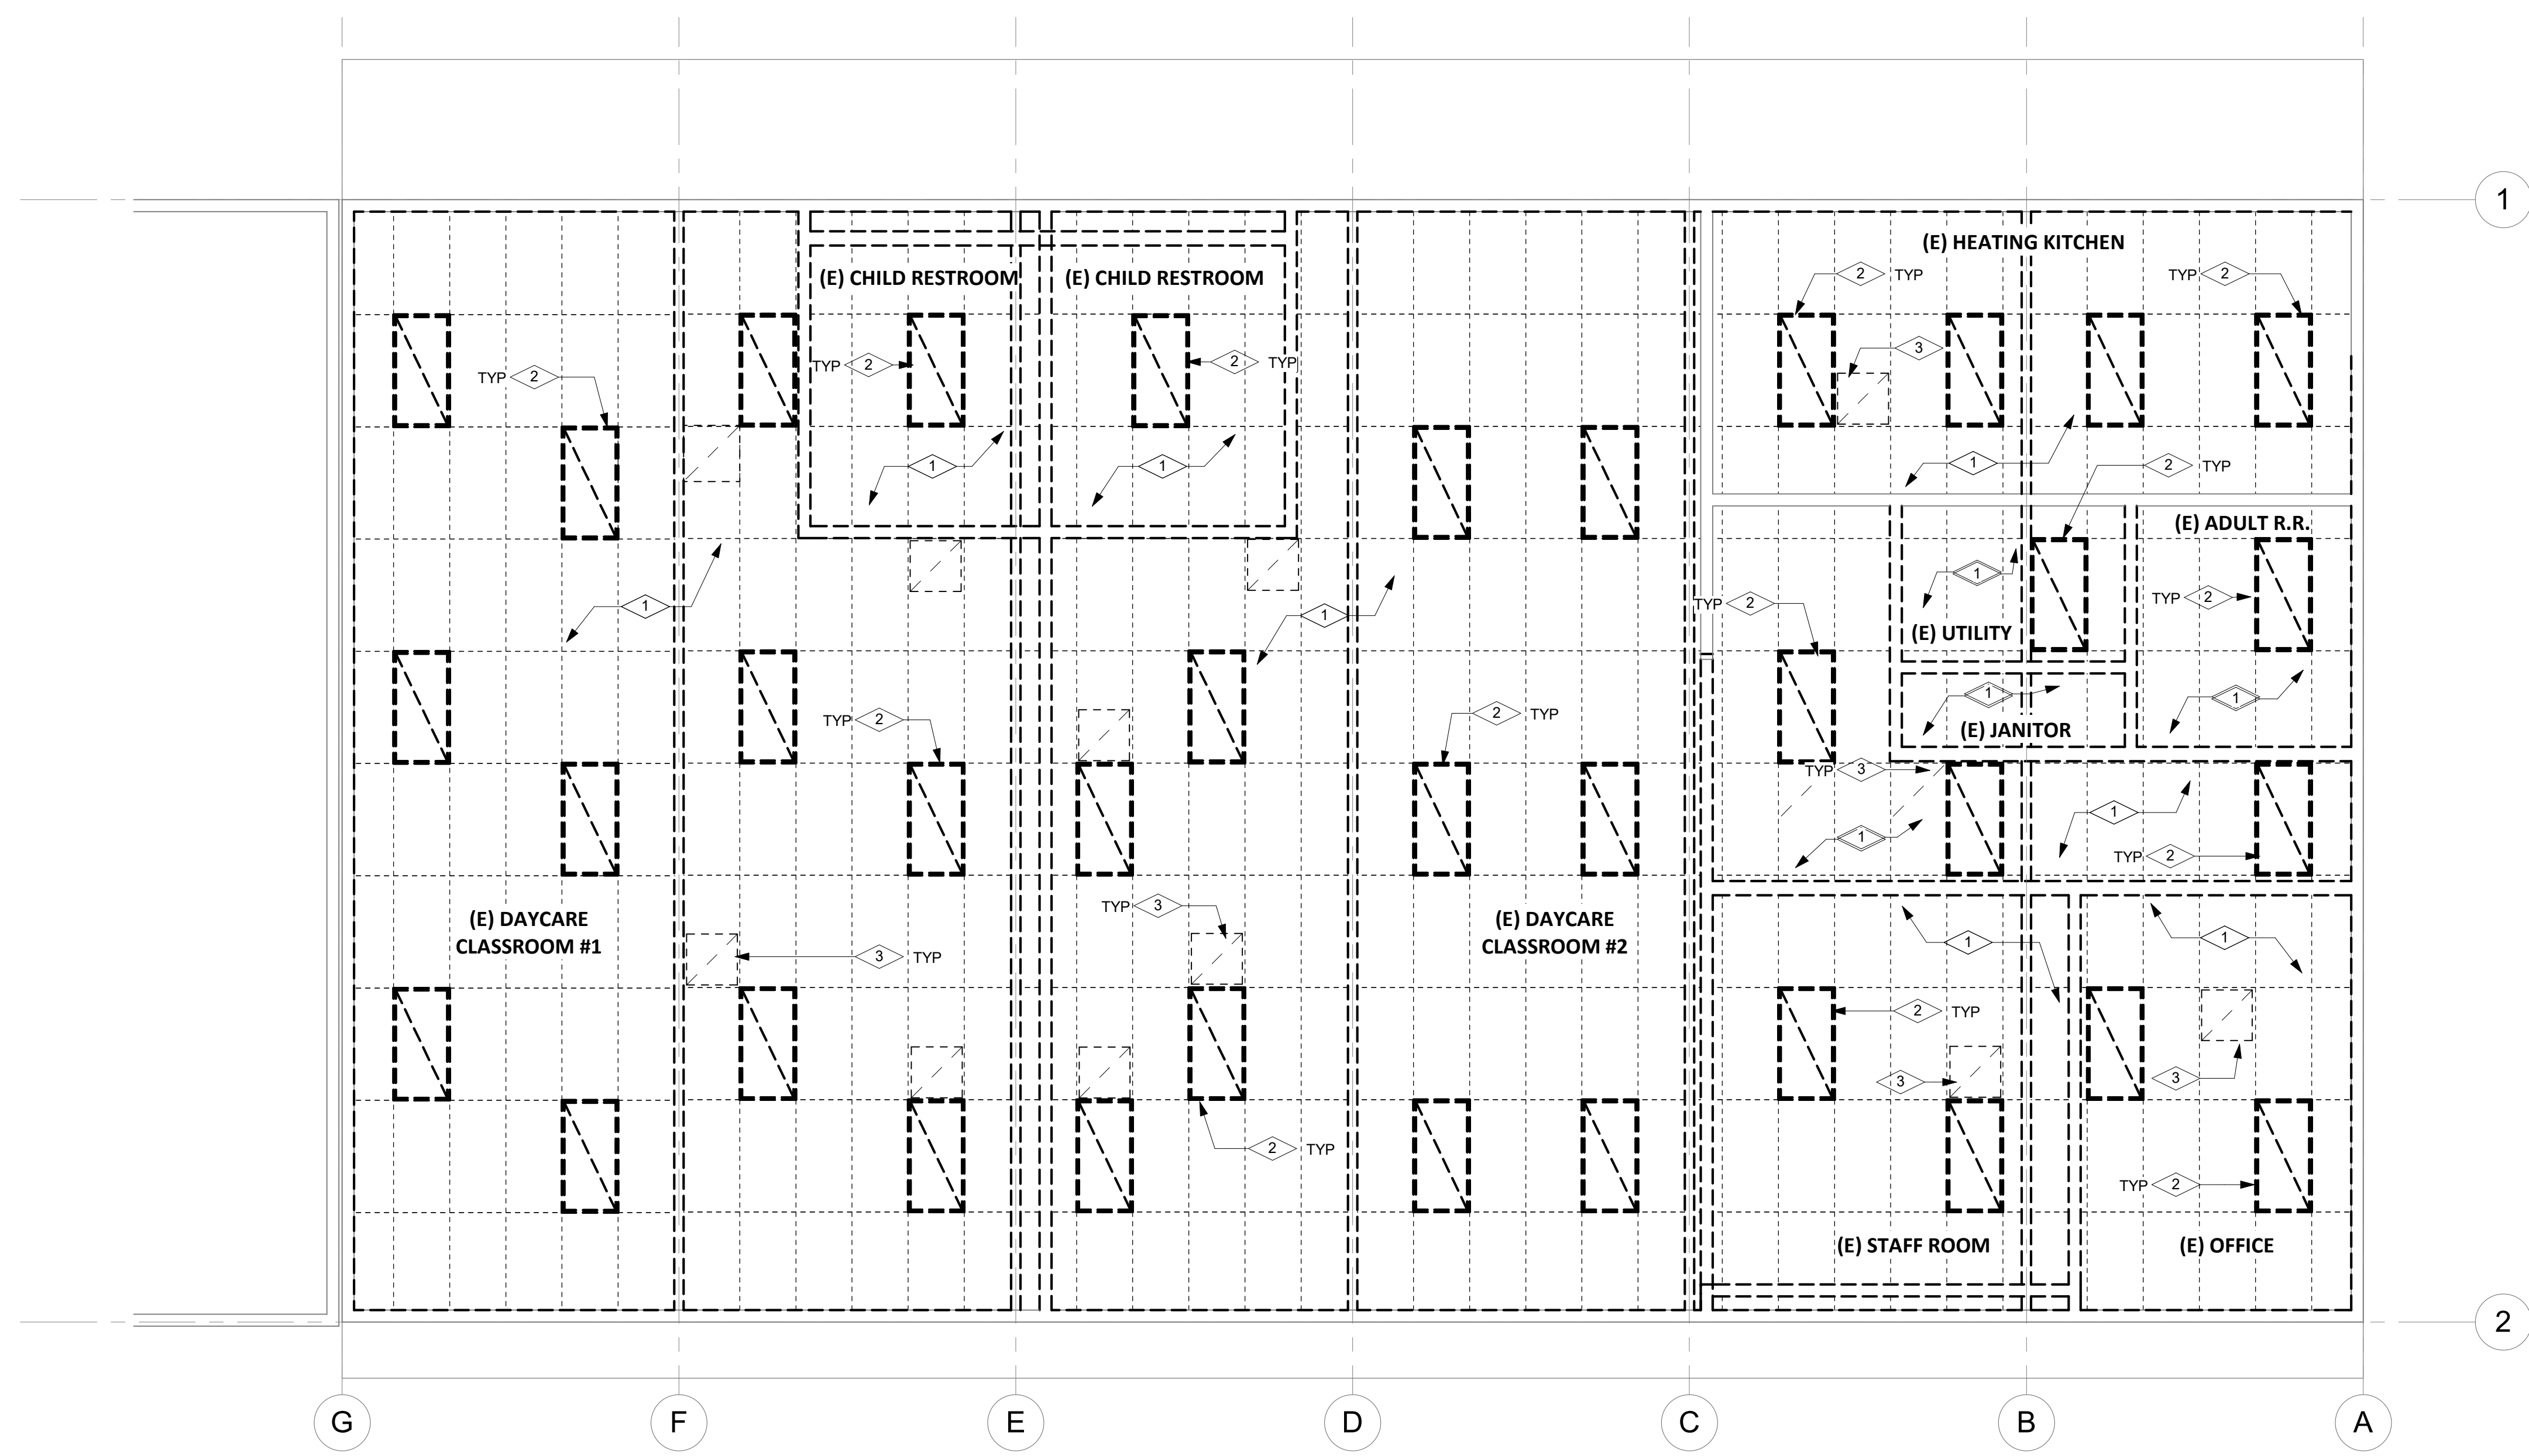 1
(E) HEATING KITCHEN
2 TYP
TYP 2
(E) CHILD RESTROOM
(E) CHILD RESTROOM
3
TYP 2
2 TYP
TYP 2
1
1
1
2 TYP
(E) ADULT R.R.
1
TYP 2
TYP 2
1
1
(E) UTILITY
1
1
TYP 2
2 TYP
(E) JANITOR
TYP 3
1
1
TYP 2
TYP 3
(E) DAYCARE
CLASSROOM #1
(E) DAYCARE
CLASSROOM #2
1
1
3 TYP
2 TYP
3
3
2 TYP
TYP 2
(E) STAFF ROOM
(E) OFFICE
2
G
F
E
D
C
B
A